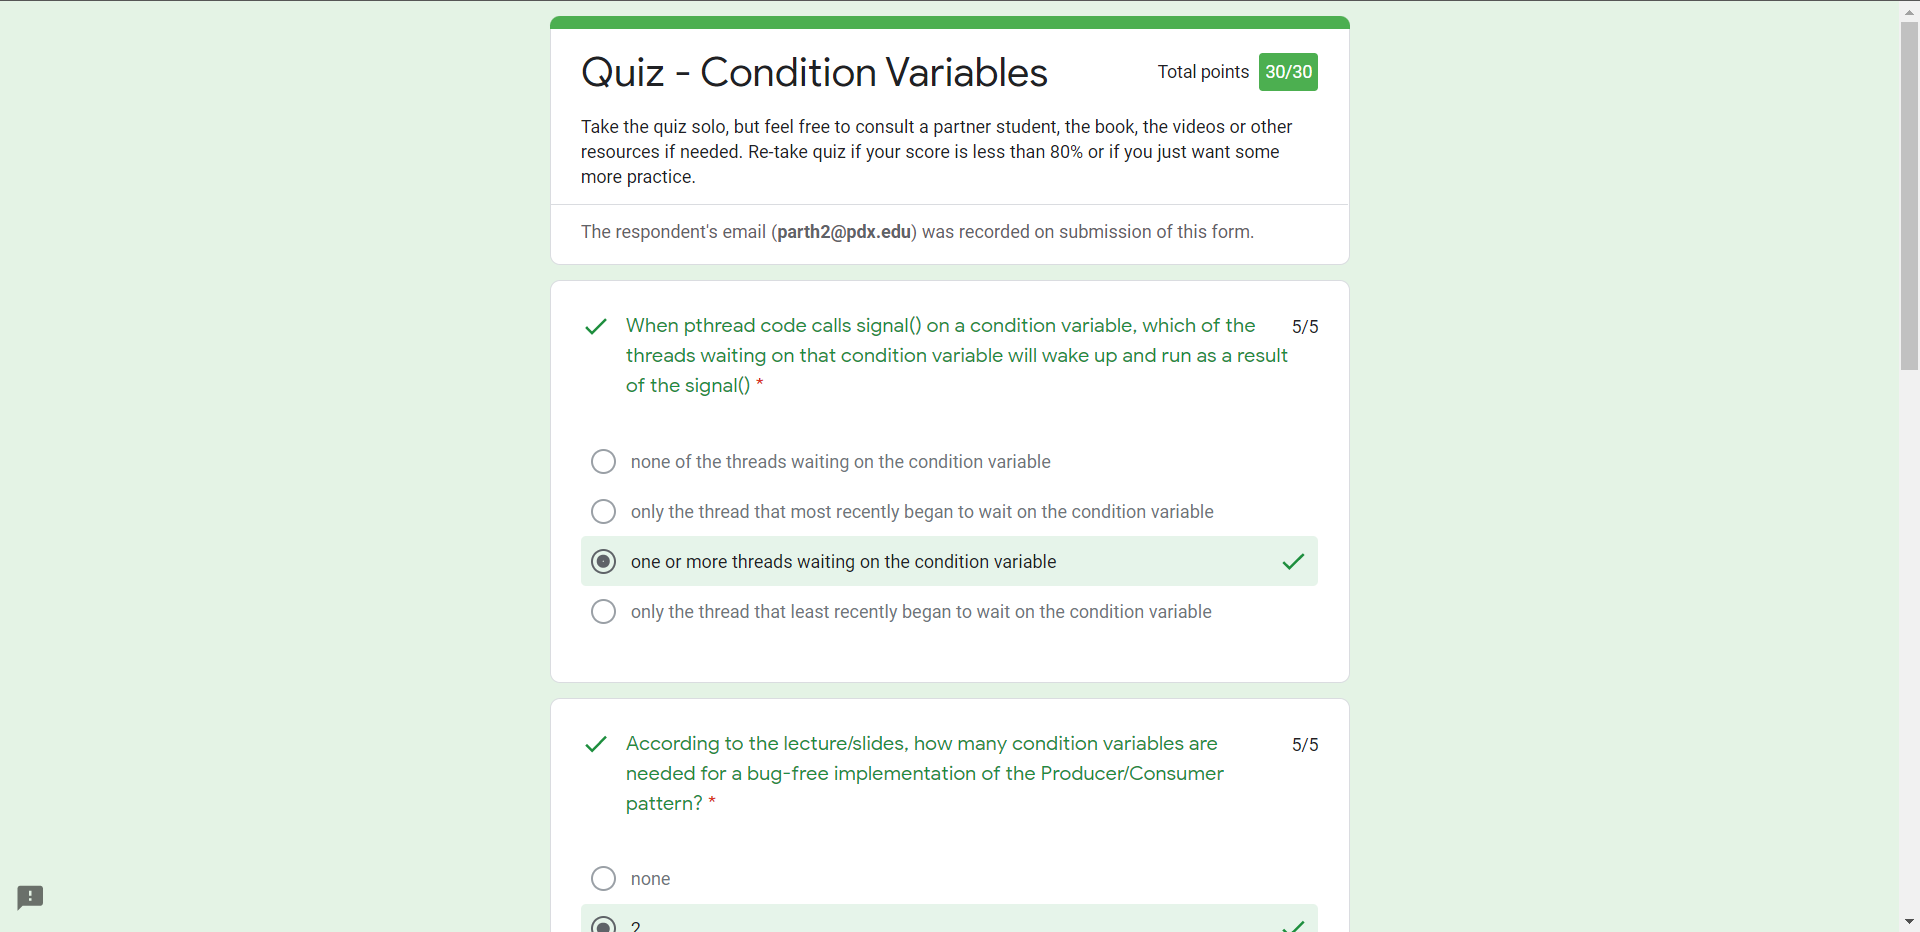 Quiz - Condition Variables
Total points 30/30
Take the quiz solo, but feel free to consult a partner student, the book, the videos or other
resources if needed. Re-take quiz if your score is less than 80% or if you just want some
more practice.
The respondent's email (parth2@pdx.edu) was recorded on submission of this form.
When pthread code calls signal() on a condition variable, which of the 5/5
threads waiting on that condition variable will wake up and run as a result
of the signal() *
none of the threads waiting on the condition variable
only the thread that most recently began to wait on the condition variable
one or more threads waiting on the condition variable
only the thread that least recently began to wait on the condition variable
According to the lecture/slides, how many condition variables are 5/5
needed for a bug-free implementation of the Producer/Consumer
pattern? *
none
2